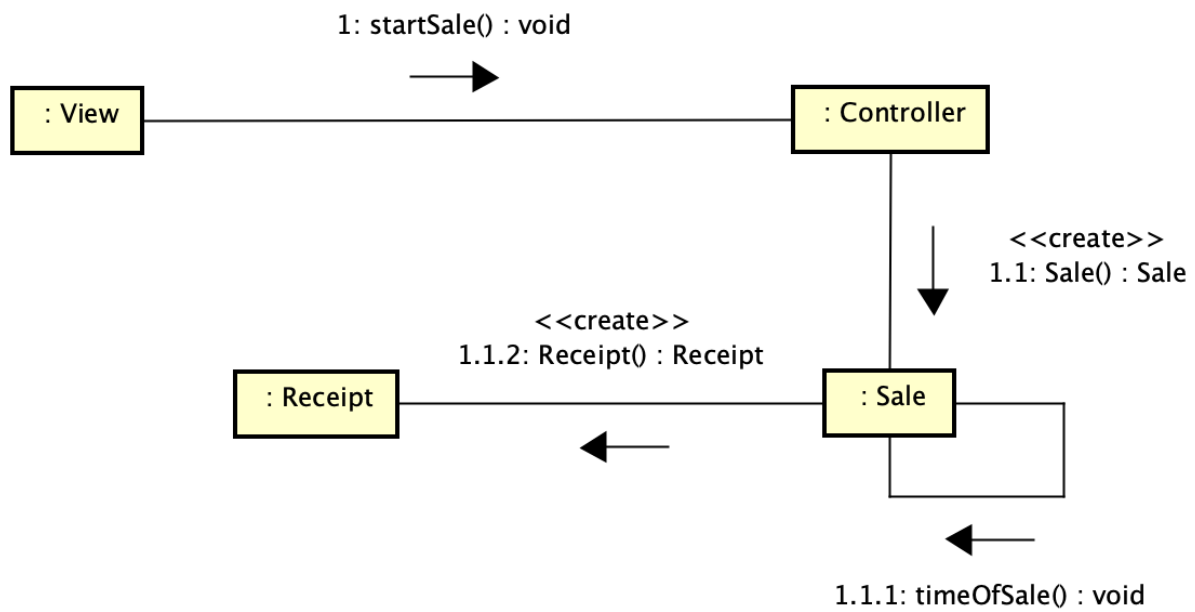 1: startSale() : void
: View
: Controller
<<create>>
1.1: Sale() : Sale
<<create>>
1.1.2: Receipt() : Receipt
: Receipt
: Sale
1.1.1: timeOfSale() : void